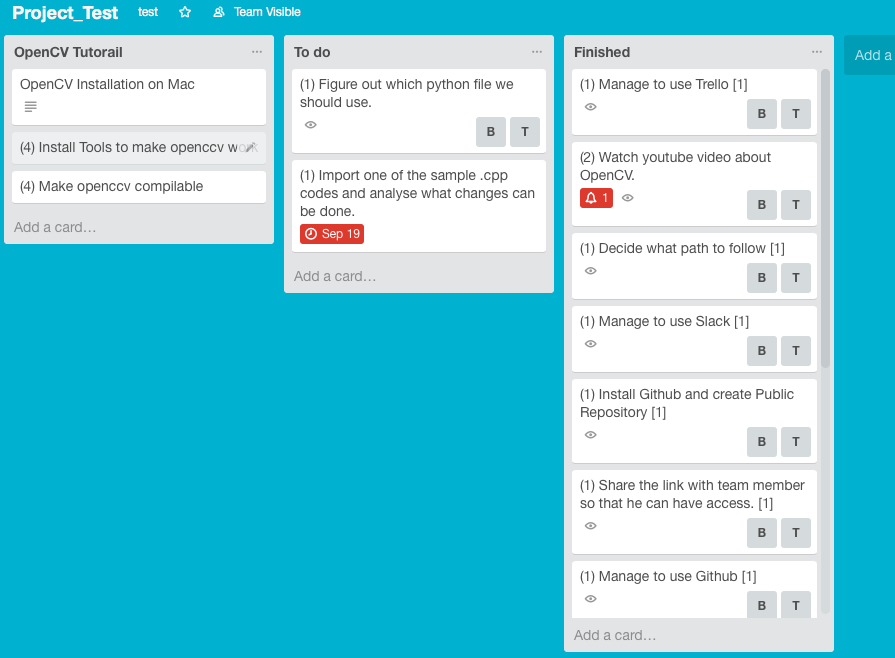 Project_Test test Team Visible
OpenCV Tutorail ...
OpenCV Installation on Mac
(4) Install Tools to make openccv work
(4) Make openccv compilable
Add a card…
To do ...
(1) Figure out which python file we
should use.
B T
(1) Import one of the sample .cpp
codes and analyse what changes can
be done.
Sep 19
Add a card…
Finished ...
(1) Manage to use Trello [1]
B T
(2) Watch youtube video about
OpenCV.
1
B T
(1) Decide what path to follow [1]
B T
(1) Manage to use Slack [1]
B T
(1) Install Github and create Public
Repository [1]
B T
(1) Share the link with team member
so that he can have access. [1]
B T
(1) Manage to use Github [1]
B T
Add a card…
Add a